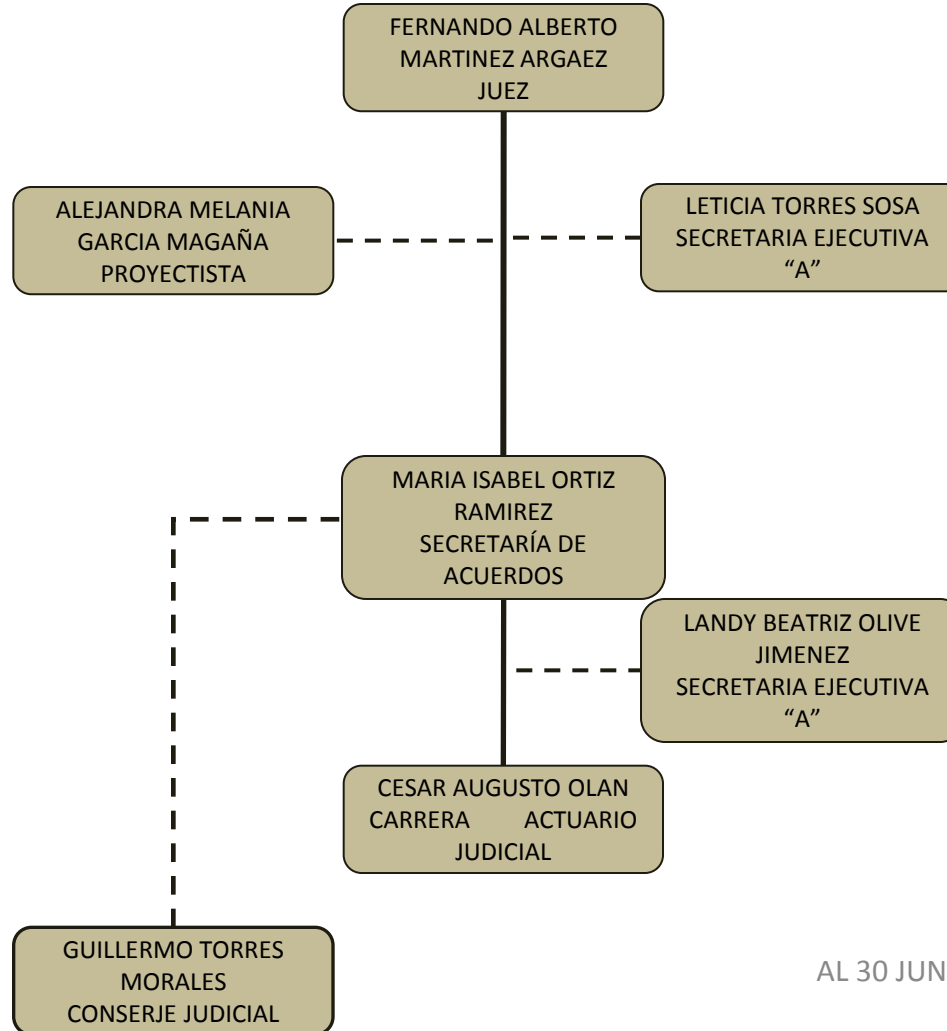 FERNANDO ALBERTO
MARTINEZ ARGAEZ
JUEZ
ALEJANDRA MELANIA
GARCIA MAGAÑA
PROYECTISTA
LETICIA TORRES SOSA
SECRETARIA EJECUTIVA
“A”
MARIA ISABEL ORTIZ
RAMIREZ
SECRETARÍA DE
ACUERDOS
LANDY BEATRIZ OLIVE
JIMENEZ
SECRETARIA EJECUTIVA
“A”
CESAR AUGUSTO OLAN
CARRERA ACTUARIO
JUDICIAL
GUILLERMO TORRES
MORALES
CONSERJE JUDICIAL
AL 30 JUN